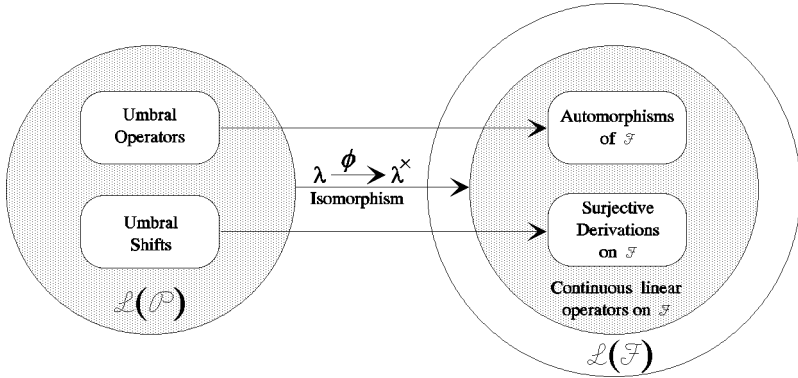 Umbral
Operators
Automorphisms
of ℱ
λ ϕ λ×
Isomorphism
Umbral
Shifts
Surjective
Derivations
on ℱ
Continuous linear
operators on ℱ
ℒ(𝒫)
ℒ(ℱ)